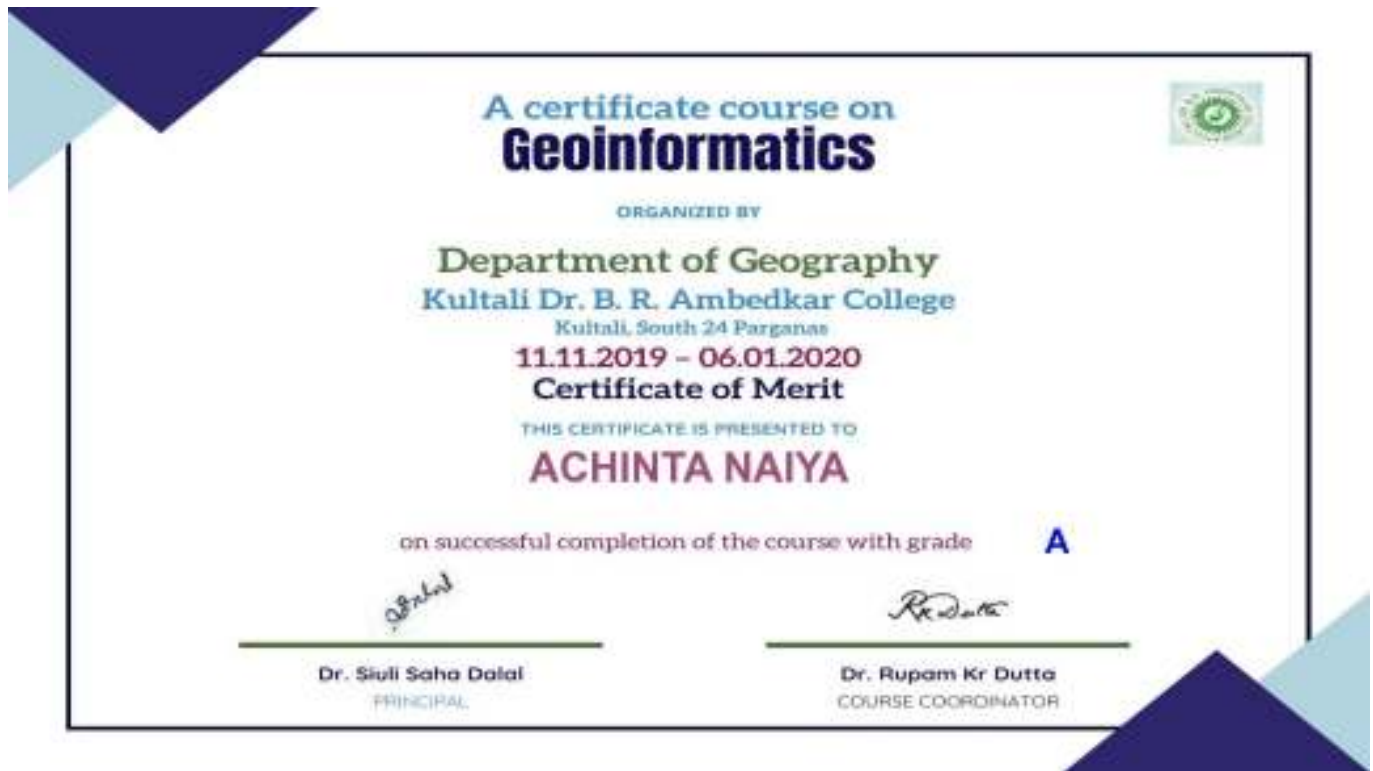 A certificate course on
Geoinformatics
ORGANIZED BY
Department of Geography
Kultali Dr. B. R. Ambedkar College
Kultali, South 24 Parganas
11.11.2019 – 06.01.2020
Certificate of Merit
THIS CERTIFICATE IS PRESENTED TO
ACHINTA NAIYA
on successful completion of the course with grade A
RKDutta
Dr. Siuli Saha Dalal
PRINCIPAL
Dr. Rupam Kr Dutta
COURSE COORDINATOR